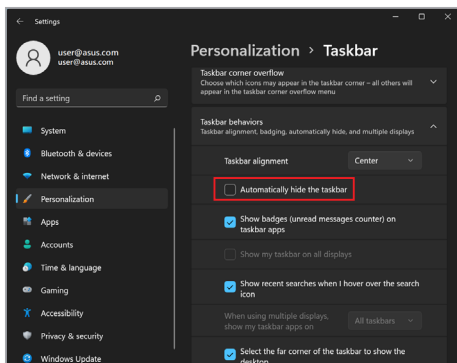 Settings
user@asus.com
user@asus.com
Find a setting
System
Bluetooth & devices
Network & internet
Personalization
Apps
Accounts
Time & language
Gaming
Accessibility
Privacy & security
Windows Update
Personalization > Taskbar
Taskbar corner overflow
Choose which icons may appear in the taskbar corner – all others will
appear in the taskbar corner overflow menu
Taskbar behaviors
Taskbar alignment, badging, automatically hide, and multiple displays
Taskbar alignment
Center
Automatically hide the taskbar
Show badges (unread messages counter) on
taskbar apps
Show my taskbar on all displays
Show recent searches when I hover over the search
icon
When using multiple displays,
show my taskbar apps on
All taskbars
Select the far corner of the taskbar to show the
desktop